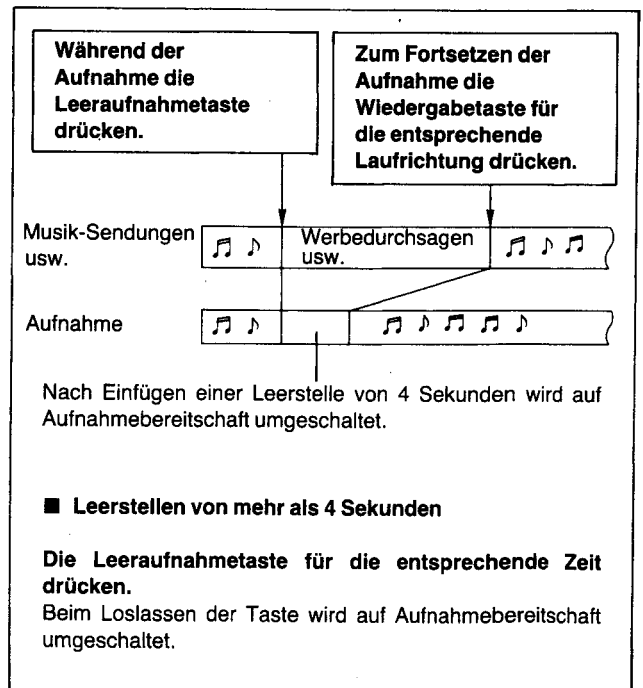 Während der
Aufnahme die
Leeraufnahmetaste
drücken.
Zum Fortsetzen der
Aufnahme die
Wiedergabetaste für
die entsprechende
Laufrichtung drücken.
Musik-Sendungen
usw.
Werbedurchsagen
usw.
Aufnahme
Nach Einfügen einer Leerstelle von 4 Sekunden wird auf
Aufnahmebereitschaft umgeschaltet.
■ Leerstellen von mehr als 4 Sekunden
Die Leeraufnahmetaste für die entsprechende Zeit
drücken.
Beim Loslassen der Taste wird auf Aufnahmebereitschaft
umgeschaltet.